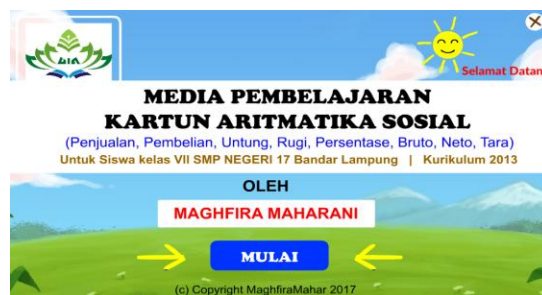 Selamat Datan
MEDIA PEMBELAJARAN
KARTUN ARITMATIKA SOSIAL
(Penjualan, Pembelian, Untung, Rugi, Persentase, Bruto, Neto, Tara)
Untuk Siswa kelas VII SMP NEGERI 17 Bandar Lampung | Kurikulum 2013
OLEH
MAGHFIRA MAHARANI
MULAI
(c) Copyright MaghfiraMahar 2017